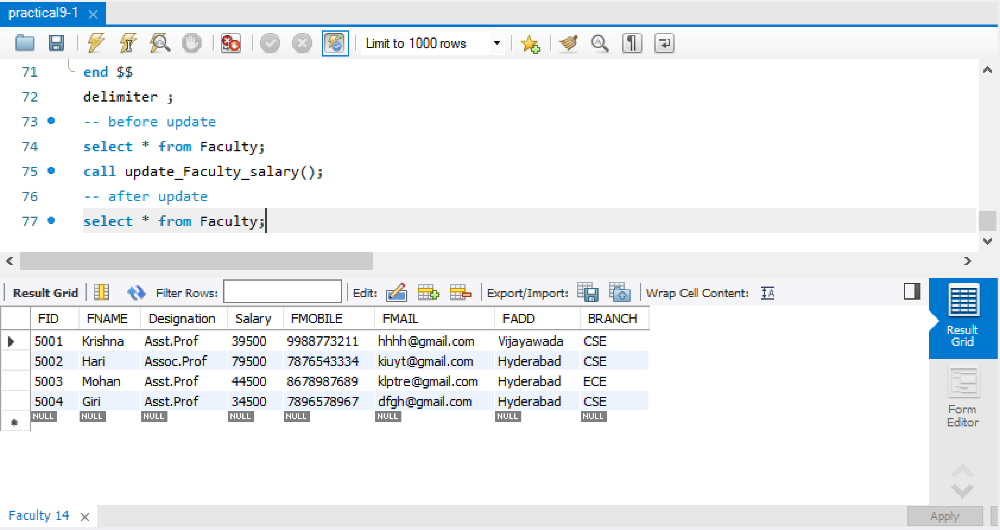 practical9-1
Limit to 1000 rows
71 end $$
72 delimiter ;
73 -- before update
74 select * from Faculty;
75 call update_Faculty_salary();
76 -- after update
77 select * from Faculty;
Result Grid Filter Rows: Edit: Export/Import: Wrap Cell Content:
FID FNAME Designation Salary FMOBILE FMAIL FADD BRANCH
5001 Krishna Asst.Prof 39500 9988773211 hhhh@gmail.com Vijayawada CSE
5002 Hari Assoc.Prof 79500 7876543334 kiuyt@gmail.com Hyderabad CSE
5003 Mohan Asst.Prof 44500 8678987689 klptre@gmail.com Hyderabad ECE
5004 Giri Asst.Prof 34500 7896578967 dfgh@gmail.com Hyderabad CSE
NULL NULL NULL NULL NULL NULL NULL NULL
Result
Grid
Form
Editor
Faculty 14
Apply